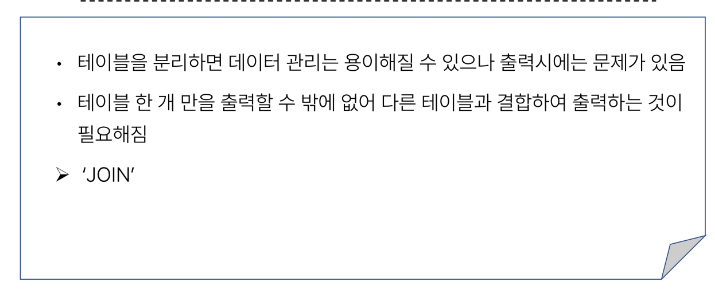 • 테이블을 분리하면 데이터 관리는 용이해질 수 있으나 출력시에는 문제가 있음
• 테이블 한 개 만을 출력할 수 밖에 없어 다른 테이블과 결합하여 출력하는 것이
필요해짐
➢ ‘JOIN’